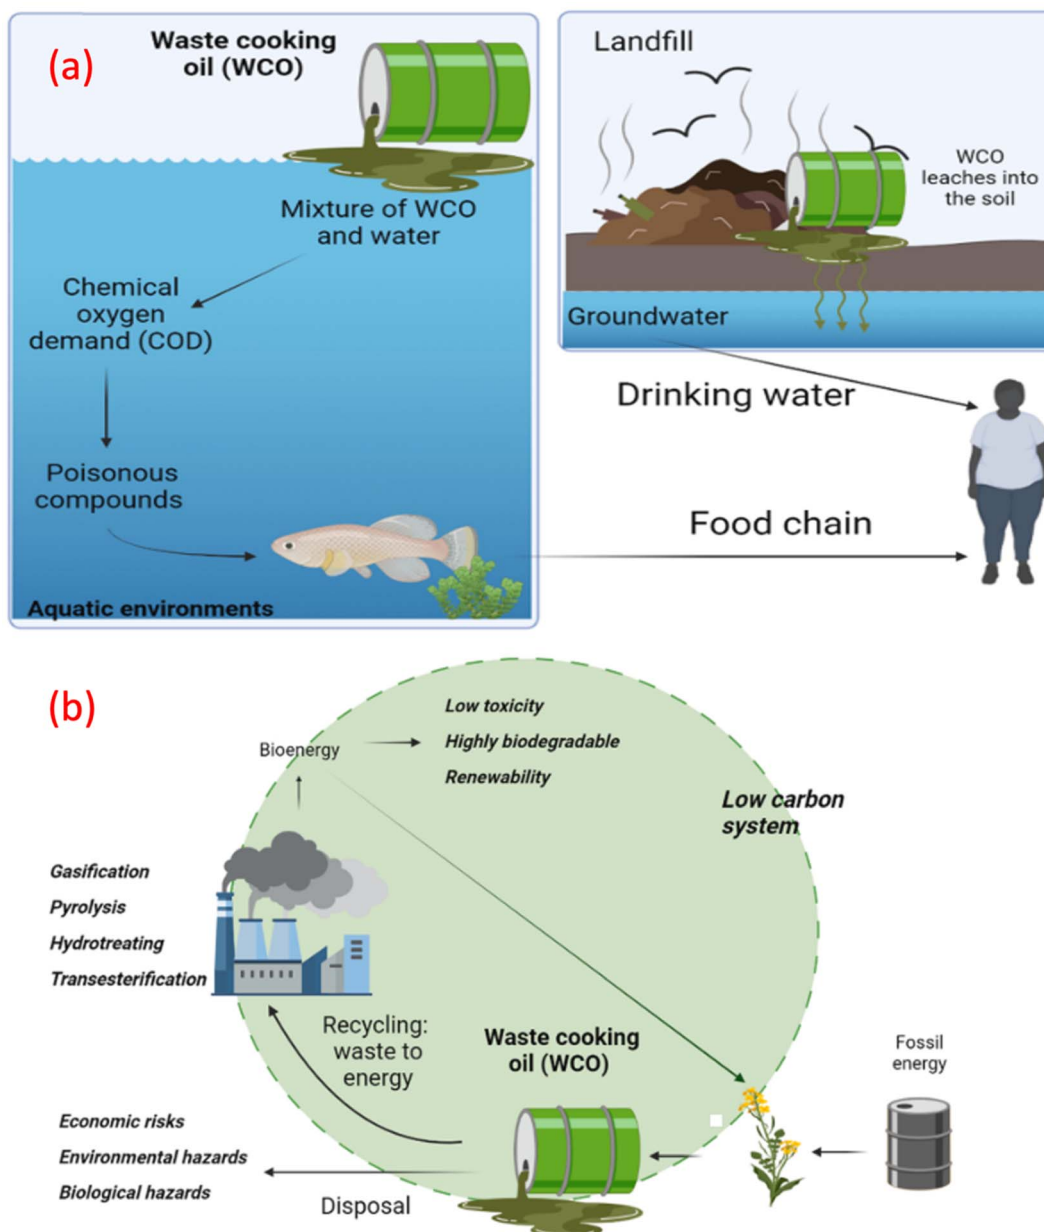 (a)
Waste cooking
oil (WCO)
Mixture of WCO
and water
Chemical
oxygen
demand (COD)
Poisonous
compounds
Aquatic environments
Landfill
WCO
leaches into
the soil
Groundwater
Drinking water
Food chain
(b)
Bioenergy
Low toxicity
Highly biodegradable
Renewability
Low carbon
system
Gasification
Pyrolysis
Hydrotreating
Transesterification
Recycling:
waste to
energy
Waste cooking
oil (WCO)
Fossil
energy
Economic risks
Environmental hazards
Biological hazards
Disposal